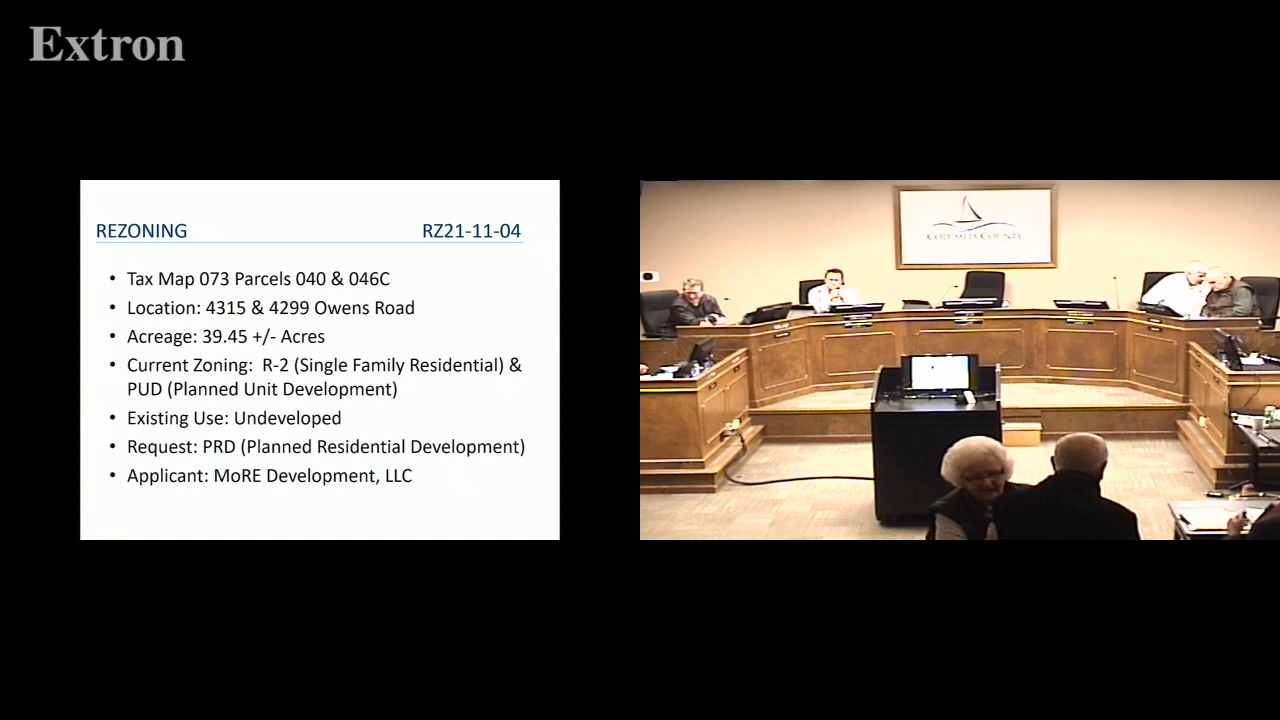 Extron
REZONING RZ21-11-04
• Tax Map 073 Parcels 040 & 046C
• Location: 4315 & 4299 Owens Road
• Acreage: 39.45 +/- Acres
• Current Zoning:  R-2 (Single Family Residential) &
PUD (Planned Unit Development)
• Existing Use: Undeveloped
• Request: PRD (Planned Residential Development)
• Applicant: MoRE Development, LLC
COLUMBIA COUNTY